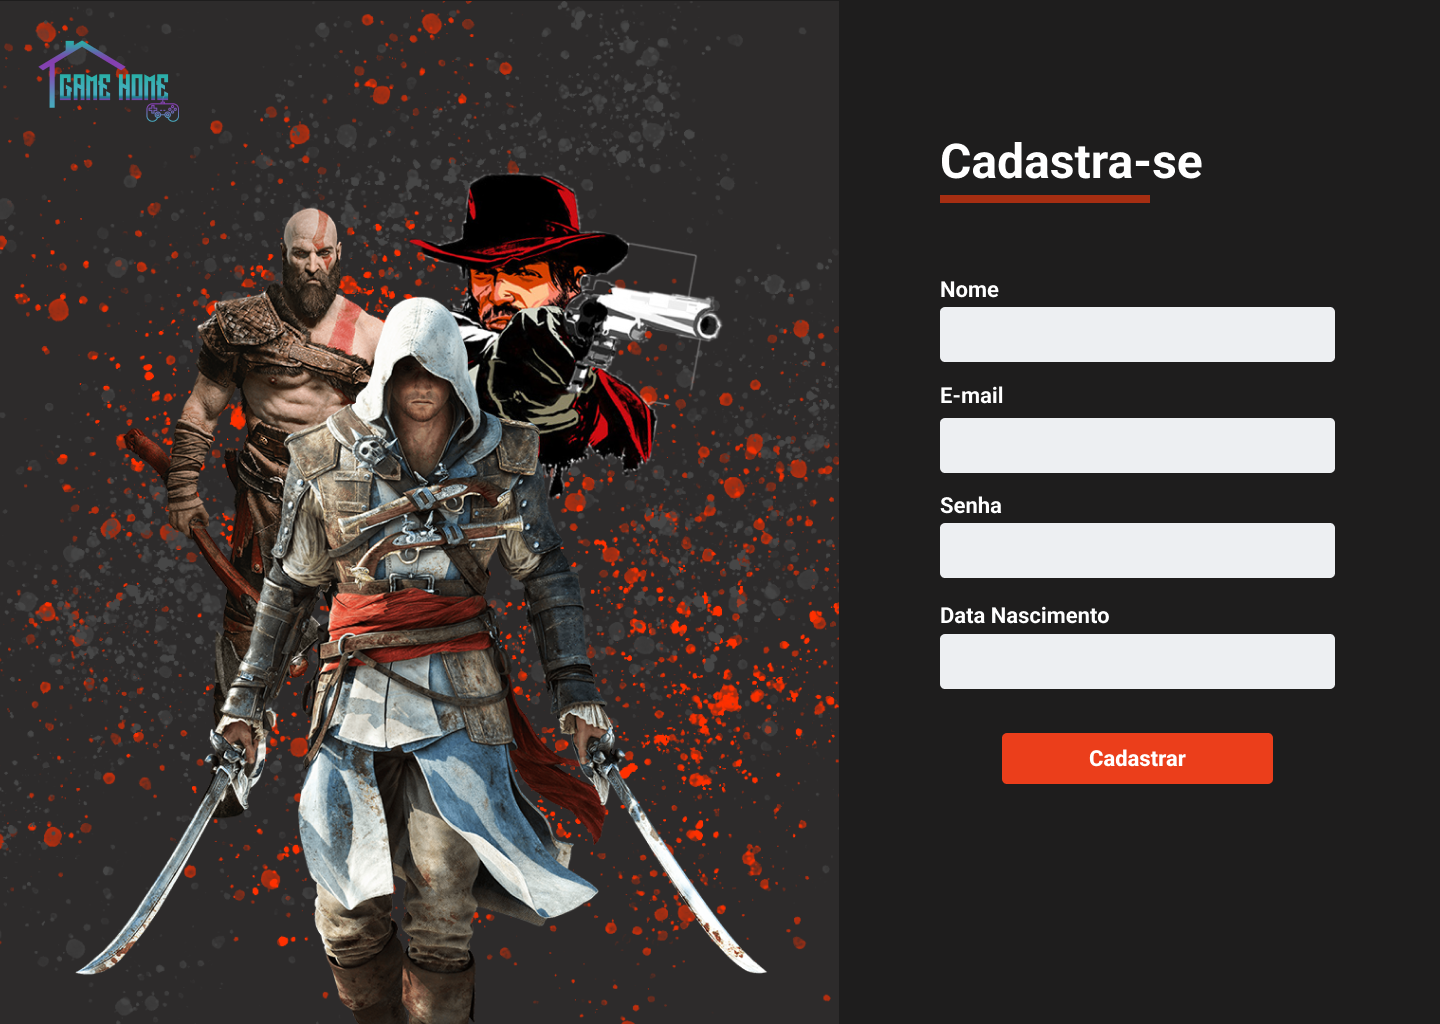 GAME HOME
Cadastra-se
Nome
E-mail
Senha
Data Nascimento
Cadastrar